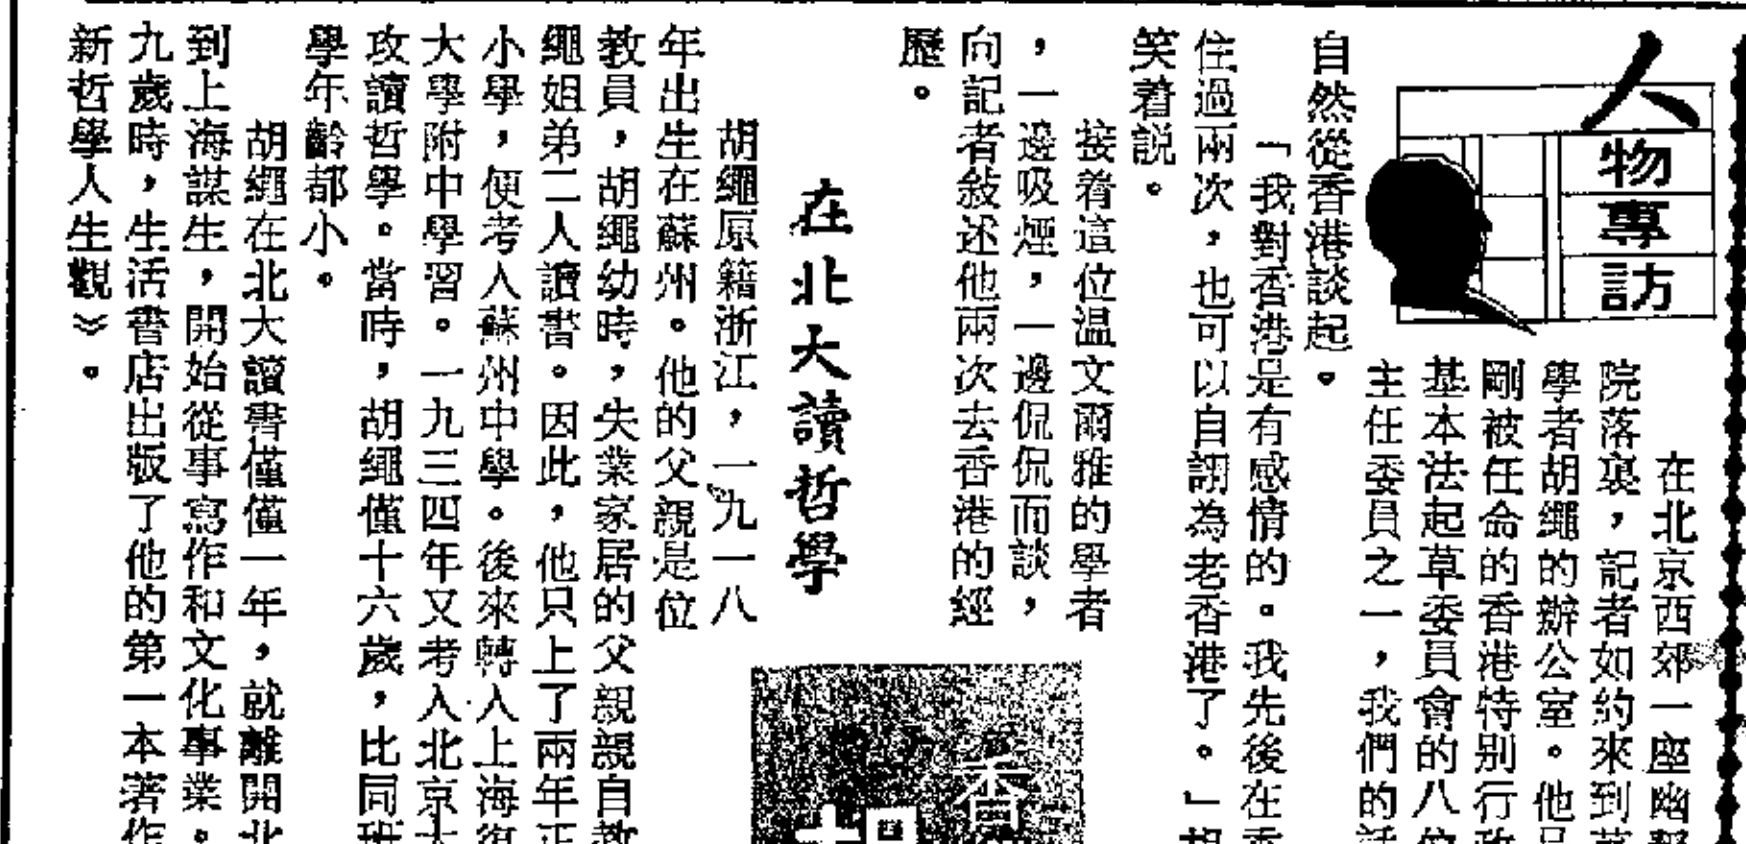 人物專訪
在北京西郊一座幽
院落裏，記者如約來到
學者胡繩的辦公室。他
剛被任命的香港特別行政
基本法起草委員會的八位
主任委員之一，我們的話
自然從香港談起。
「我對香港是有感情的。我先後在香
住過兩次，也可以自詡為老香港了。」胡
笑着説。
接着這位温文爾雅的學者
，一邊吸煙，一邊侃侃而談，
向記者敍述他兩次去香港的經
歷。
在北大讀哲學
胡繩原籍浙江，一九一八
年出生在蘇州。他的父親是位
教員，胡繩幼時，失業家居的父親親自教
繩姐弟二人讀書。因此，他只上了兩年正
小學，便考入蘇州中學。後來轉入上海復
大學附中學習。一九三四年又考入北京大
攻讀哲學。當時，胡繩僅十六歲，比同班
學年齡都小。
胡繩在北大讀書僅僅一年，就離開北
到上海謀生，開始從事寫作和文化事業。
九歲時，生活書店出版了他的第一本著作
新哲學人生觀》。
香